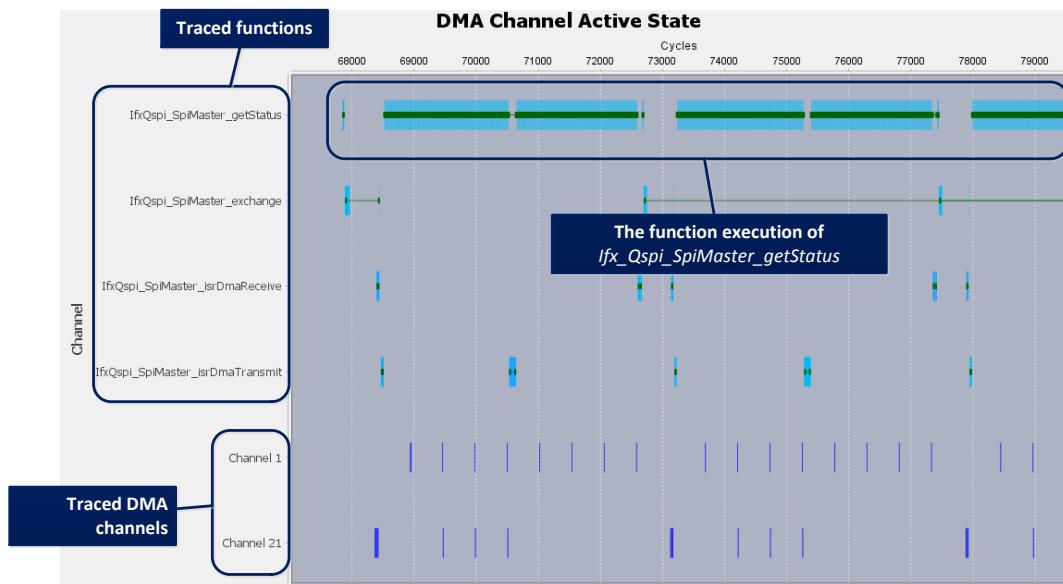 DMA Channel Active State
Traced functions
Cycles
68000 69000 70000 71000 72000 73000 74000 75000 76000 77000 78000 79000
IfxQspi_SpiMaster_getStatus
IfxQspi_SpiMaster_exchange
The function execution of
Ifx_Qspi_SpiMaster_getStatus
IfxQspi_SpiMaster_isrDmaReceive
Channel
IfxQspi_SpiMaster_isrDmaTransmit
Channel 1
Traced DMA
channels
Channel 21